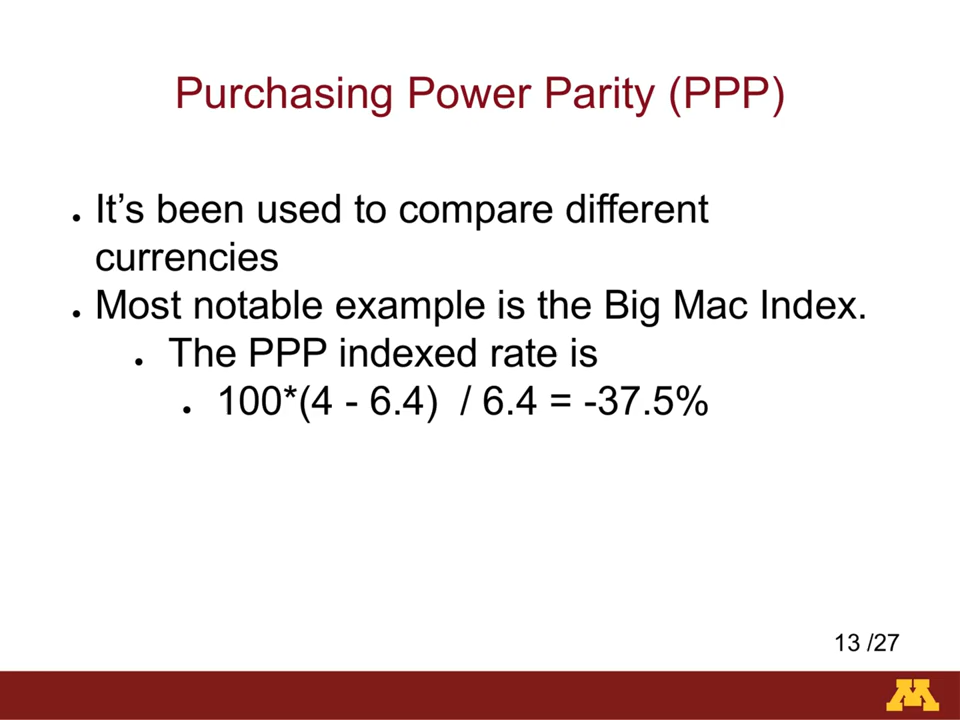 Purchasing Power Parity (PPP)
• It’s been used to compare different
currencies
• Most notable example is the Big Mac Index.
• The PPP indexed rate is
• 100*(4 - 6.4)  / 6.4 = -37.5%
13 /27
M